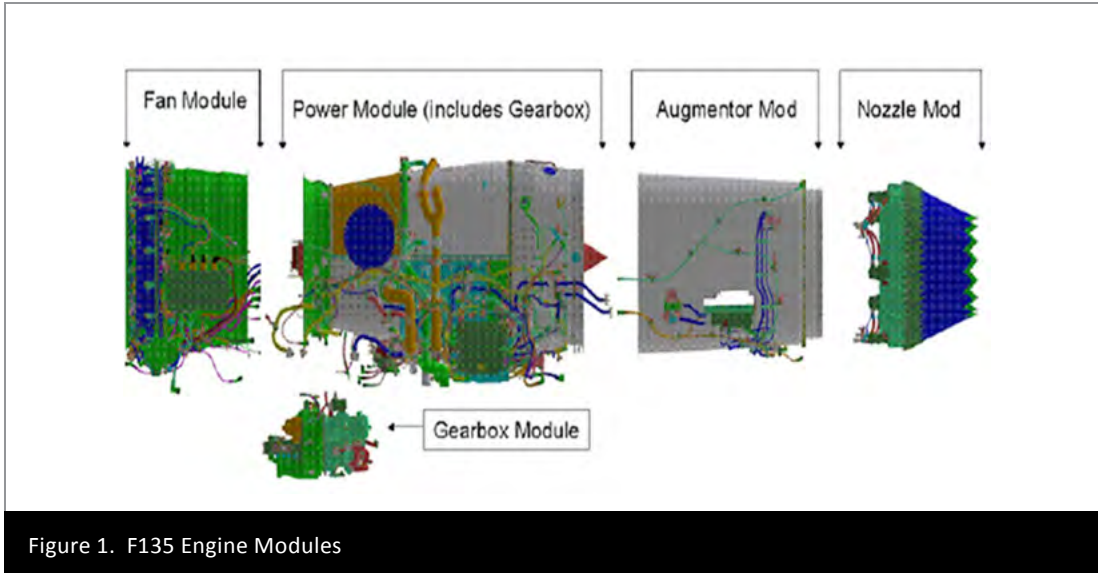 Fan Module
Power Module (includes Gearbox)
Augmentor Mod
Nozzle Mod
Gearbox Module
Figure 1. F135 Engine Modules